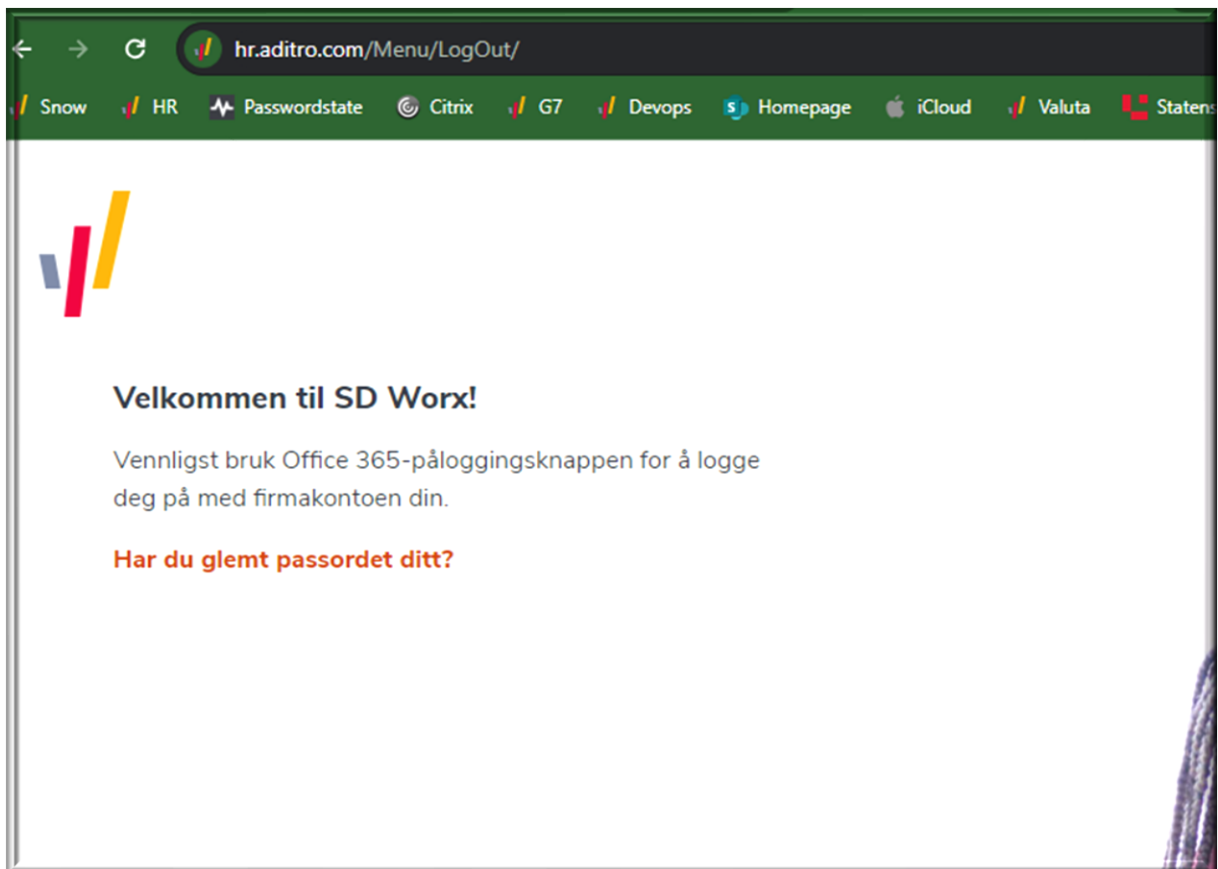 hr.aditro.com/Menu/LogOut/
Snow HR Passwordstate Citrix G7 Devops Homepage iCloud Valuta Statens
Velkommen til SD Worx!
Vennligst bruk Office 365-påloggingsknappen for å logge
deg på med firmakontoen din.
Har du glemt passordet ditt?